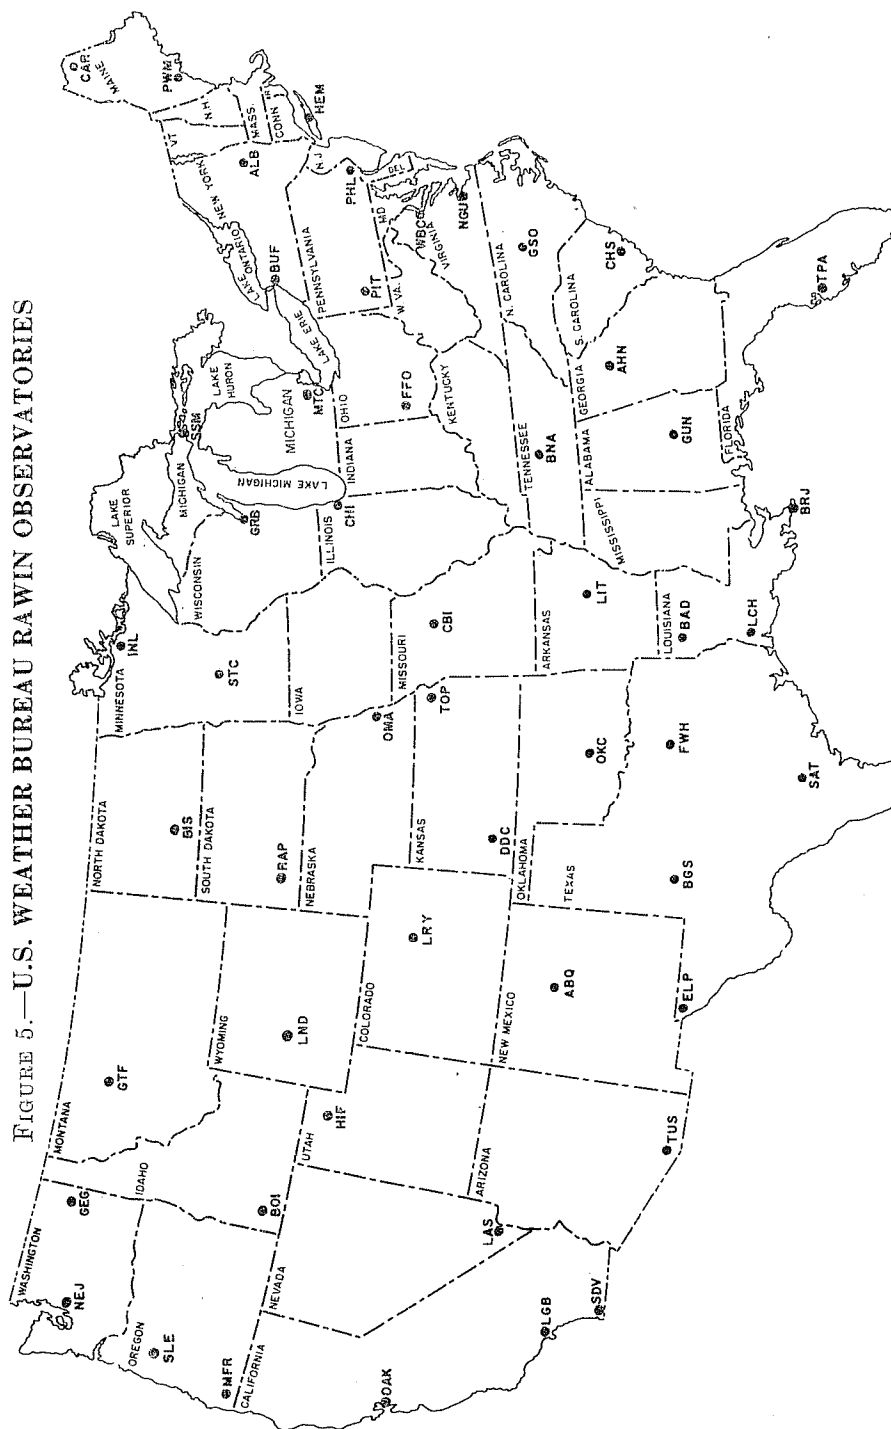 FIGURE 5.—U.S. WEATHER BUREAU RAWIN OBSERVATORIES
WASHINGTON
NEJ
GEG
OREGON
SLE
MFR
CALIFORNIA
OAK
LGB
SDV
NEVADA
LAS
IDAHO
BOI
MONTANA
GTF
WYOMING
LND
UTAH
HIF
ARIZONA
TUS
COLORADO
LRY
NEW MEXICO
ABQ
ELP
NORTH DAKOTA
BIS
SOUTH DAKOTA
RAP
NEBRASKA
OMA
KANSAS
TOP
DDC
OKLAHOMA
OKC
TEXAS
BGS
FWH
SAT
MINNESOTA
INL
STC
IOWA
MISSOURI
CBI
ARKANSAS
LIT
LOUISIANA
BAD
LCH
BRJ
WISCONSIN
GRB
LAKE
SUPERIOR
MICHIGAN
SSM
LAKE MICHIGAN
LAKE
HURON
MICHIGAN
MTC
ILLINOIS
CHI
INDIANA
OHIO
FFO
KENTUCKY
TENNESSEE
BNA
MISSISSIPPI
ALABAMA
GUN
GEORGIA
AHN
FLORIDA
TPA
S. CAROLINA
CHS
N. CAROLINA
GSO
VIRGINIA
WBCO
NGU
W. VA.
MD
DEL
PENNSYLVANIA
PIT
PHL
N.J
LAKE ERIE
LAKE ONTARIO
BUF
NEW YORK
ALB
VT
N.H.
MASS.
CONN
R.I.
HEM
MAINE
CAR
PWM